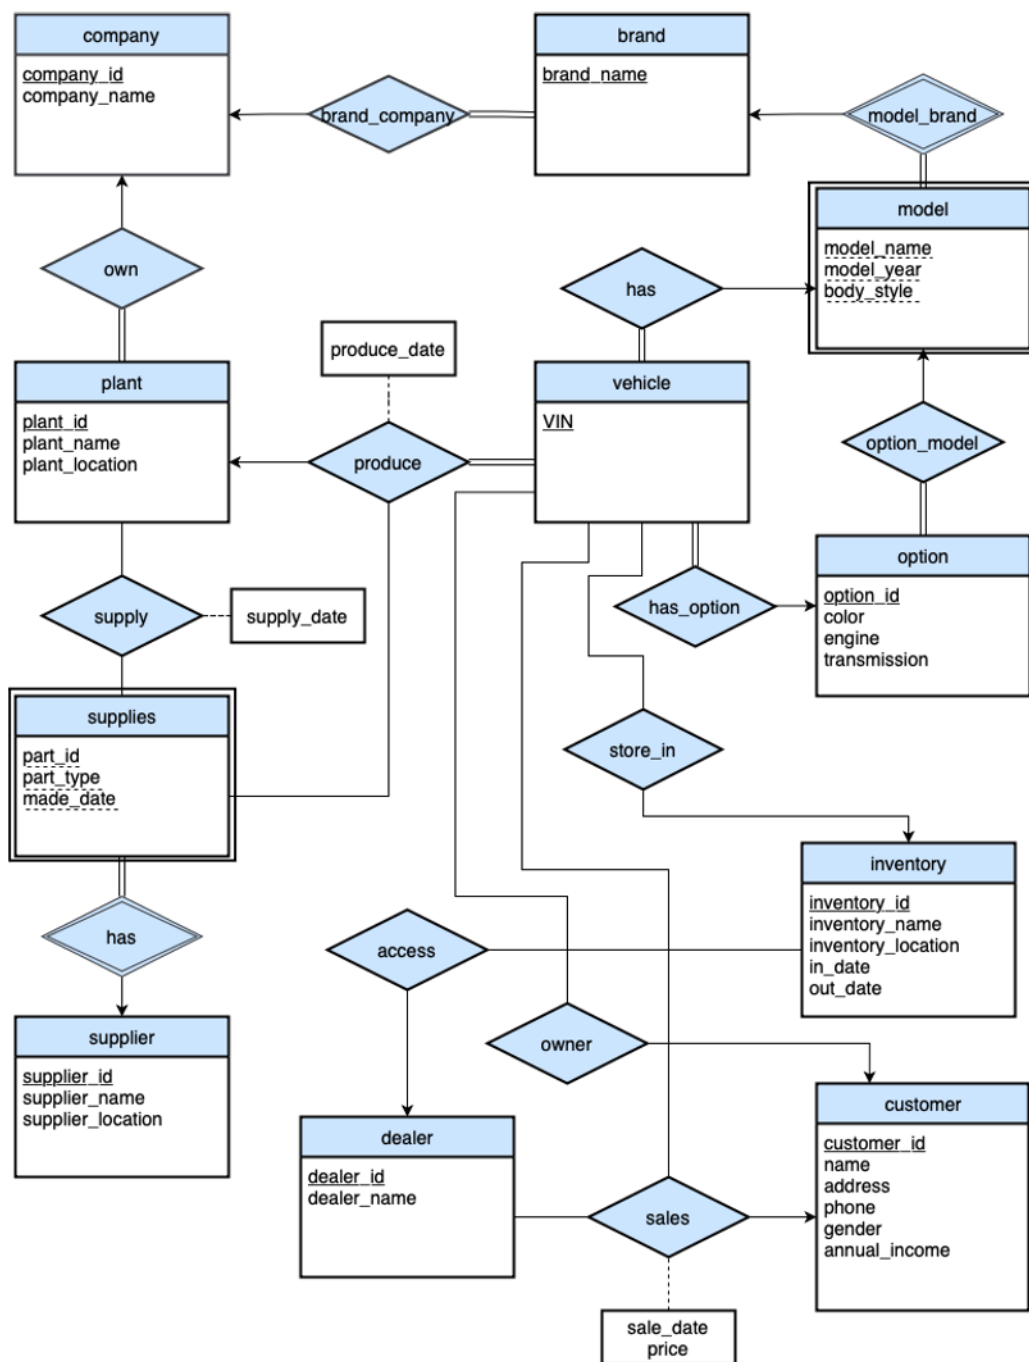 company
company_id
company_name
brand
brand_name
brand_company
model_brand
model
model_name
model_year
body_style
own
has
produce_date
plant
plant_id
plant_name
plant_location
produce
vehicle
VIN
option_model
supply
supply_date
has_option
option
option_id
color
engine
transmission
supplies
part_id
part_type
made_date
store_in
inventory
inventory_id
inventory_name
inventory_location
in_date
out_date
has
access
owner
supplier
supplier_id
supplier_name
supplier_location
dealer
dealer_id
dealer_name
customer
customer_id
name
address
phone
gender
annual_income
sales
sale_date
price